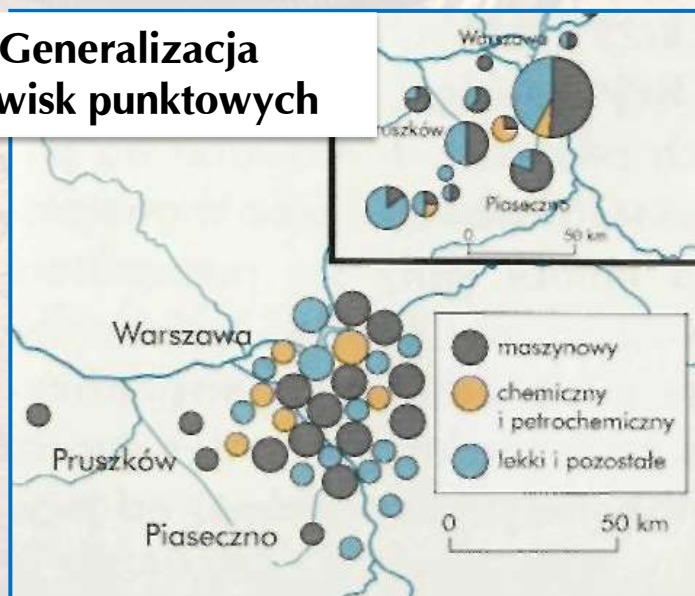 Generalizacja
wisk punktowych
Warszawa
ruszków
Piaseczno
0 50 km
Warszawa
Pruszków
Piaseczno
maszynowy
chemiczny
i petrochemiczny
lekki i pozostałe
0 50 km